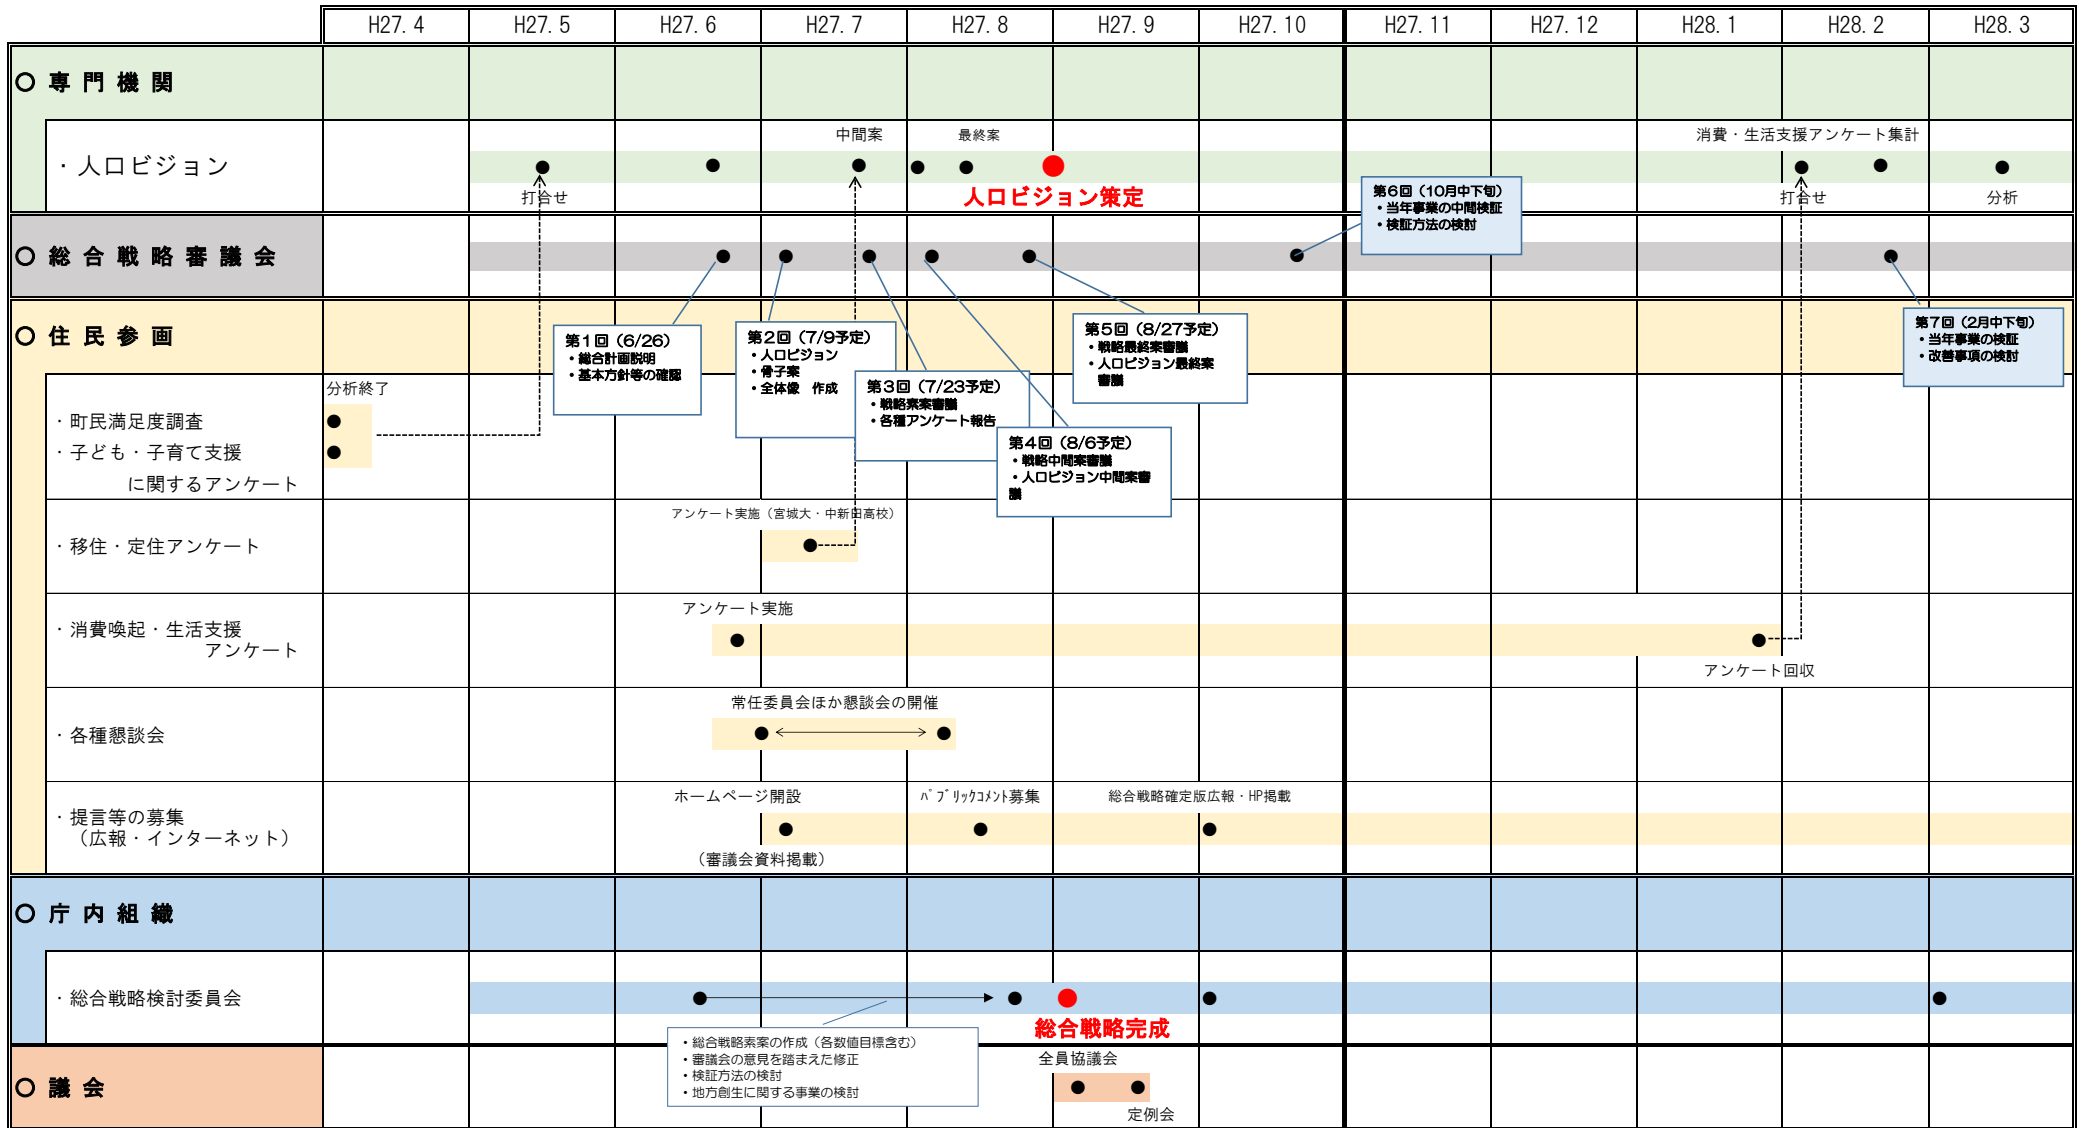 H27.4 H27.5 H27.6 H27.7 H27.8 H27.9 H27.10 H27.11 H27.12 H28.1 H28.2 H28.3
○ 専門機関
中間案 最終案 消費・生活支援アンケート集計
・人口ビジョン
打合せ 人口ビジョン策定 打合せ 分析
第6回（10月中下旬）
・当年事業の中間検証
・検証方法の検討
○ 総合戦略審議会
○ 住民参画
第1回（6/26）
・総合計画説明
・基本方針等の確認
第2回（7/9予定）
・人口ビジョン
・骨子案
・全体像　作成
第3回（7/23予定）
・戦略素案審議
・各種アンケート報告
第4回（8/6予定）
・戦略中間案審議
・人口ビジョン中間案審
議
第5回（8/27予定）
・戦略最終案審議
・人口ビジョン最終案
審議
第7回（2月中下旬）
・当年事業の検証
・改善事項の検討
分析終了
・町民満足度調査
・子ども・子育て支援
に関するアンケート
アンケート実施（宮城大・中新田高校）
・移住・定住アンケート
アンケート実施
・消費喚起・生活支援
アンケート
アンケート回収
常任委員会ほか懇談会の開催
・各種懇談会
ホームページ開設 ﾊﾟﾌﾞﾘｯｸｺﾒﾝﾄ募集 総合戦略確定版広報・HP掲載
・提言等の募集
（広報・インターネット）
（審議会資料掲載）
○ 庁内組織
・総合戦略検討委員会
総合戦略完成
・総合戦略素案の作成（各数値目標含む）
・審議会の意見を踏まえた修正
・検証方法の検討
・地方創生に関する事業の検討
全員協議会
○ 議会
定例会